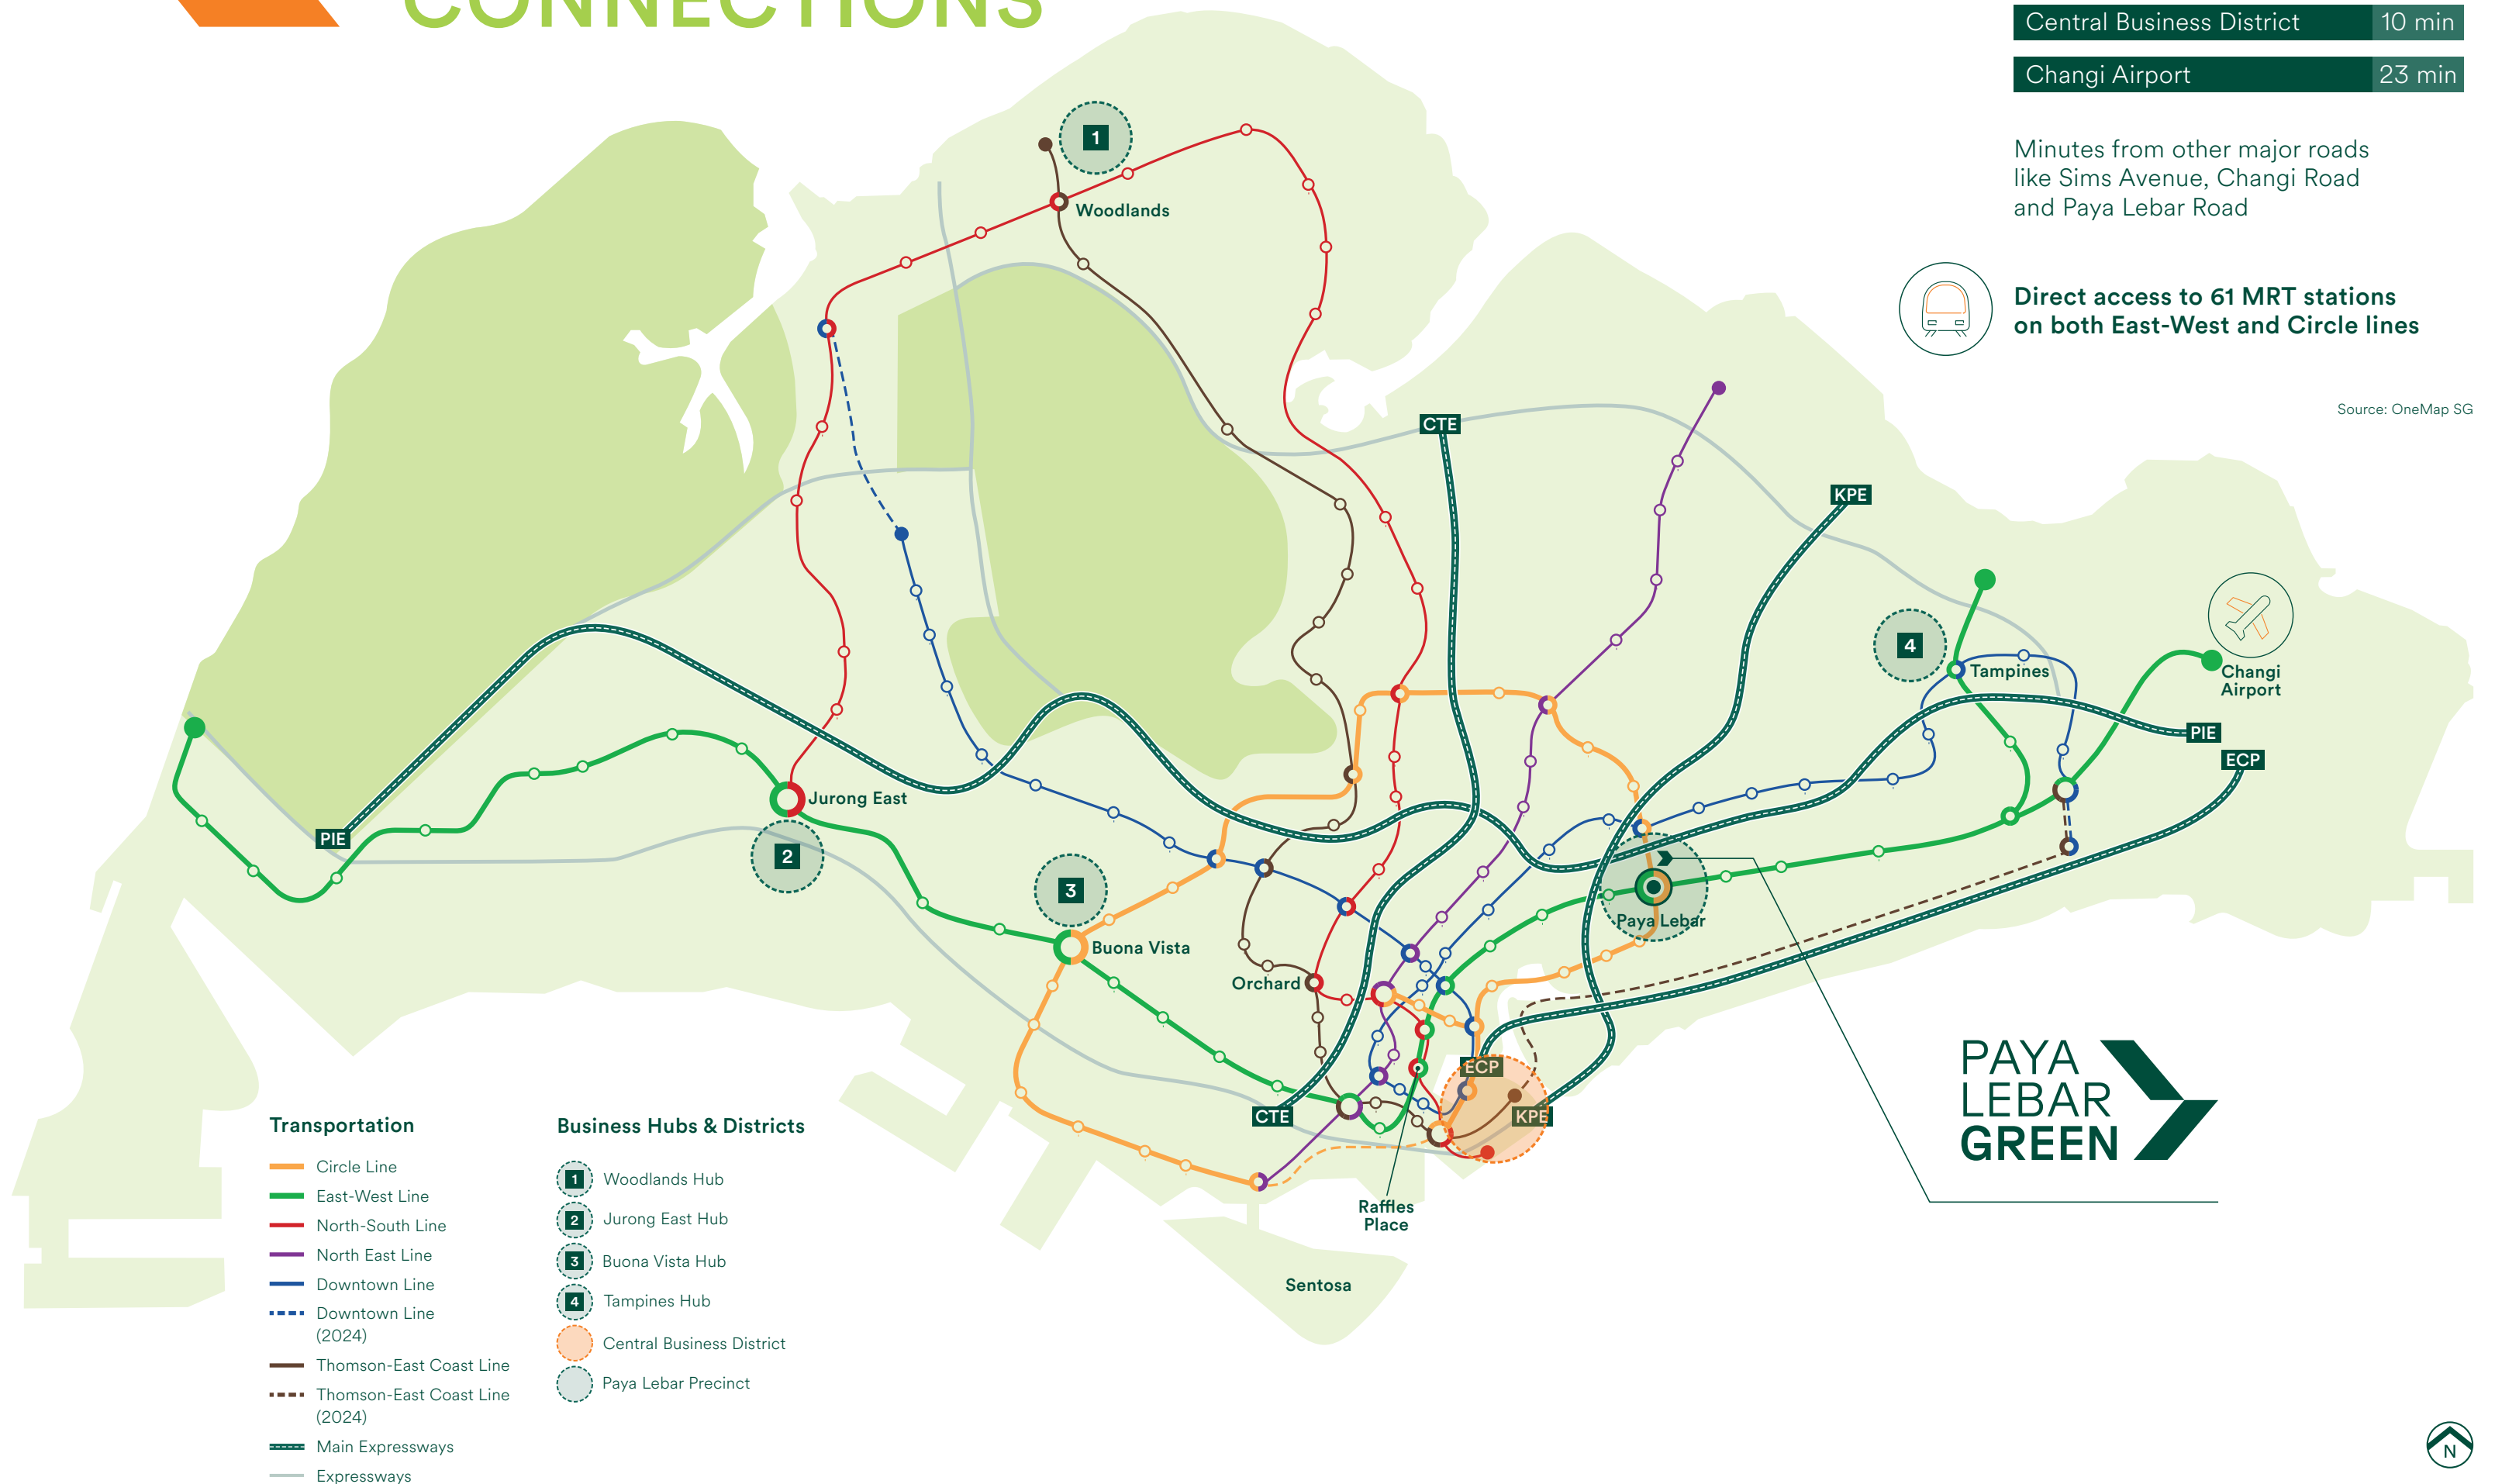 CONNECTIONS
Central Business District 10 min
Changi Airport 23 min
Minutes from other major roads
like Sims Avenue, Changi Road
and Paya Lebar Road
Direct access to 61 MRT stations
on both East-West and Circle lines
Source: OneMap SG
1
Woodlands
CTE
KPE
4
Tampines
Changi
Airport
PIE
ECP
PIE
Jurong East
2
3
Buona Vista
Paya Lebar
Orchard
ECP
CTE
KPE
Raffles
Place
Sentosa
PAYA
LEBAR
GREEN
Transportation
Circle Line
East-West Line
North-South Line
North East Line
Downtown Line
Downtown Line
(2024)
Thomson-East Coast Line
Thomson-East Coast Line
(2024)
Main Expressways
Expressways
Business Hubs & Districts
1 Woodlands Hub
2 Jurong East Hub
3 Buona Vista Hub
4 Tampines Hub
Central Business District
Paya Lebar Precinct
N